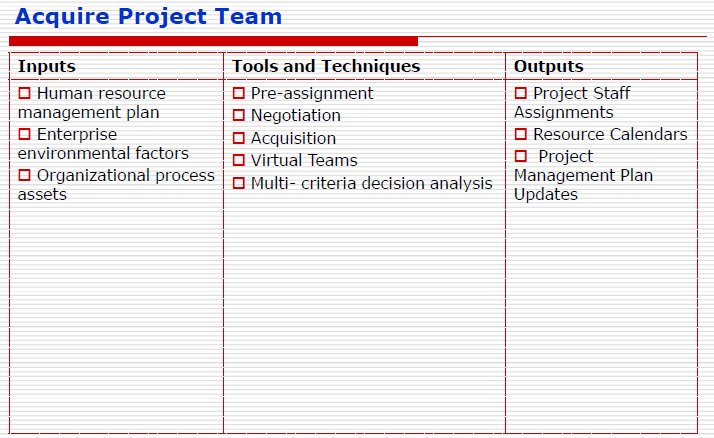 Acquire Project Team
Inputs
Human resource
management plan
Enterprise
environmental factors
Organizational process
assets
Tools and Techniques
Pre-assignment
Negotiation
Acquisition
Virtual Teams
Multi- criteria decision analysis
Outputs
Project Staff
Assignments
Resource Calendars
Project
Management Plan
Updates